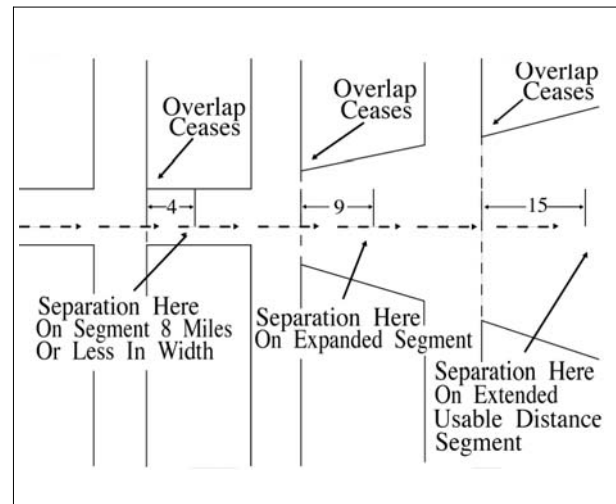 Overlap
Ceases
Overlap
Ceases
Overlap
Ceases
4
9
15
Separation Here
On Segment 8 Miles
Or Less In Width
Separation Here
On Expanded Segment
Separation Here
On Extended
Usable Distance
Segment